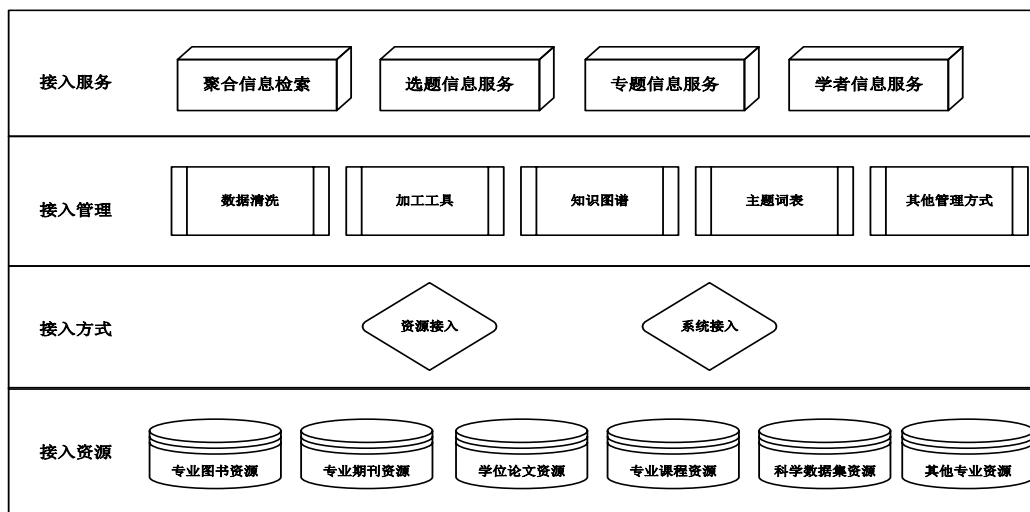 接入服务
聚合信息检索
选题信息服务
专题信息服务
学者信息服务
接入管理
数据清洗
加工工具
知识图谱
主题词表
其他管理方式
接入方式
资源接入
系统接入
接入资源
专业图书资源
专业期刊资源
学位论文资源
专业课程资源
科学数据集资源
其他专业资源